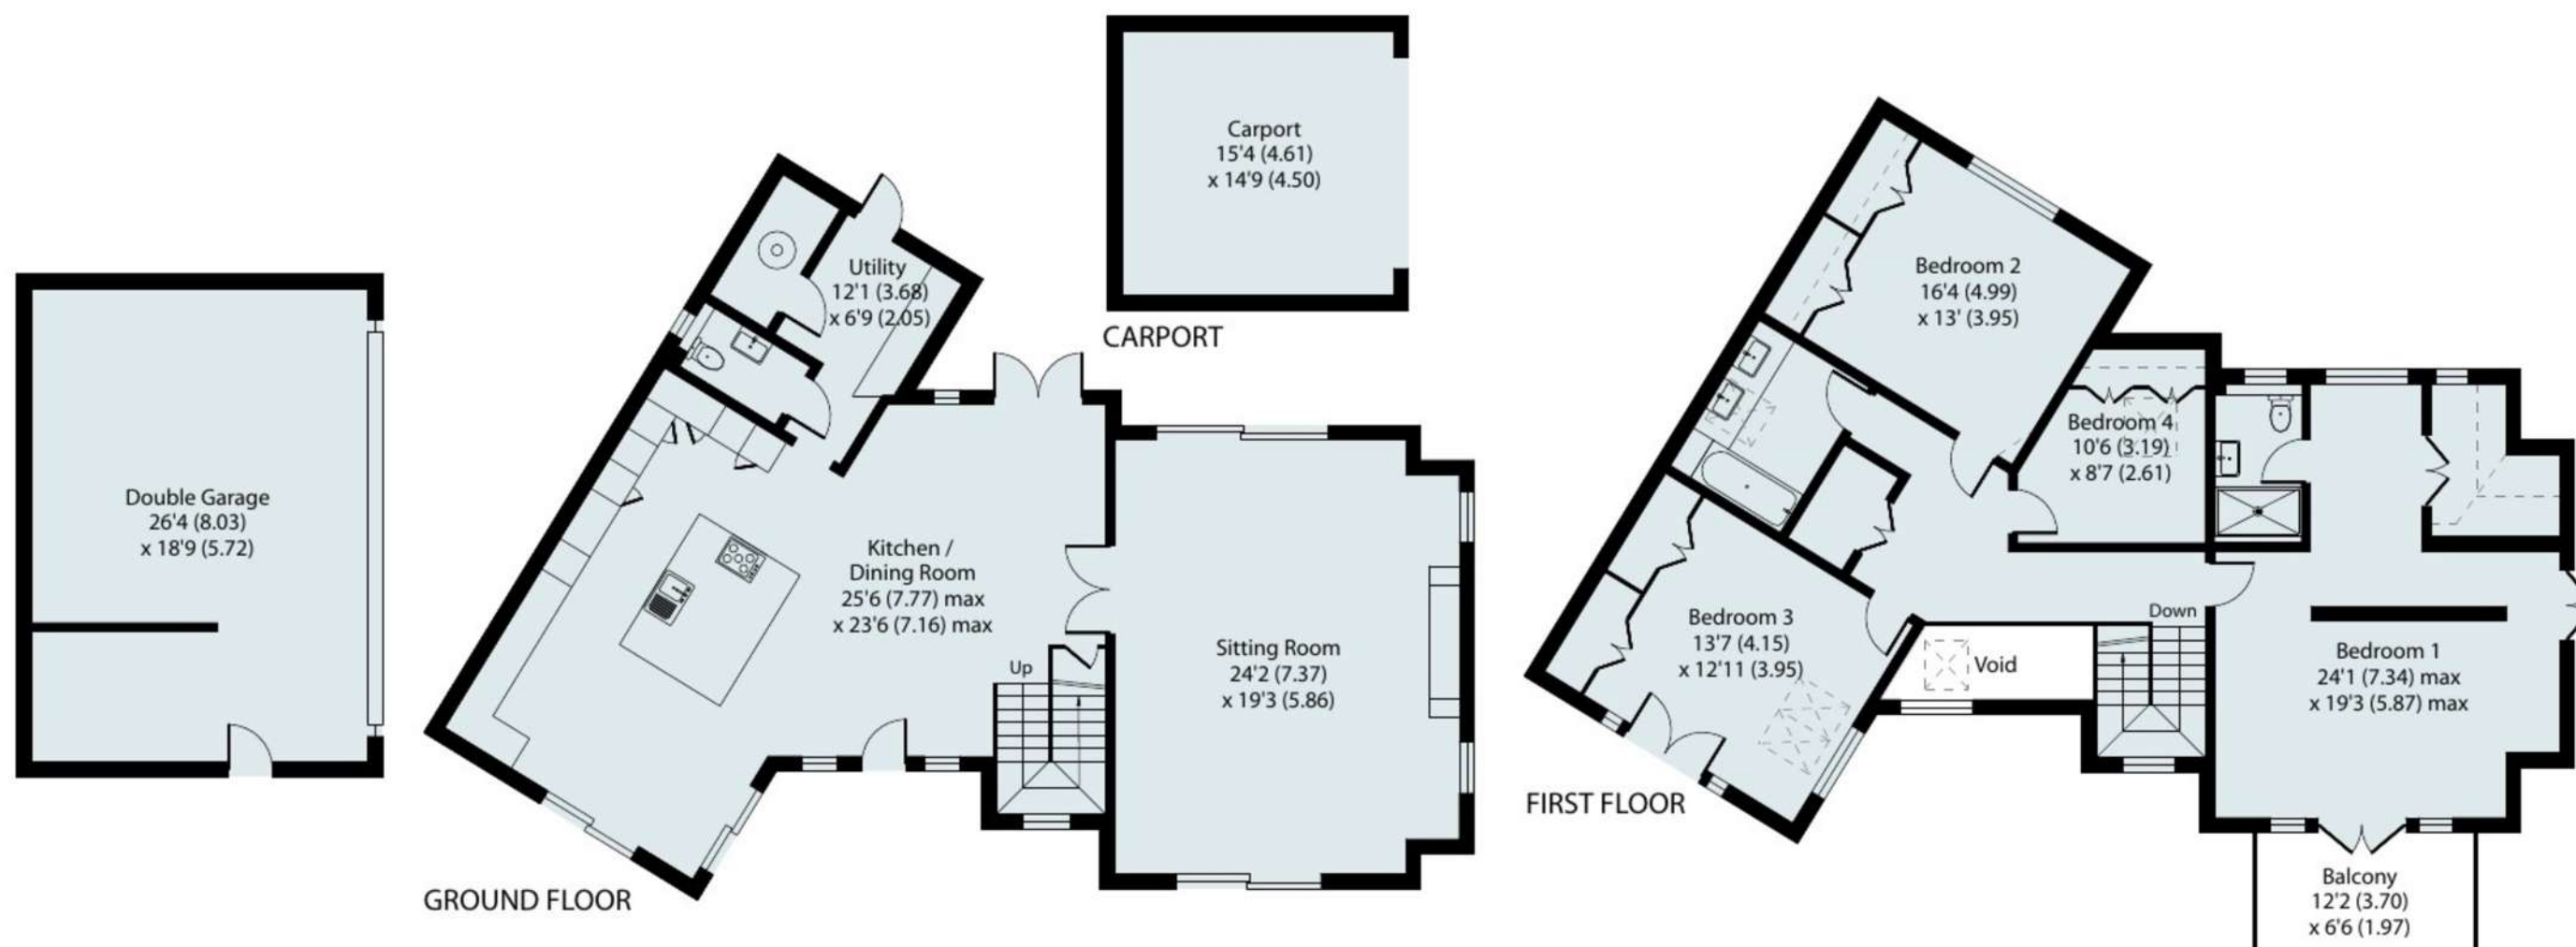 Double Garage
26'4 (8.03)
x 18'9 (5.72)
Utility
12'1 (3.68)
x 6'9 (2.05)
Kitchen /
Dining Room
25'6 (7.77) max
x 23'6 (7.16) max
Up
Sitting Room
24'2 (7.37)
x 19'3 (5.86)
GROUND FLOOR
Carport
15'4 (4.61)
x 14'9 (4.50)
CARPORT
Bedroom 2
16'4 (4.99)
x 13' (3.95)
Bedroom 4
10'6 (3.19)
x 8'7 (2.61)
Bedroom 3
13'7 (4.15)
x 12'11 (3.95)
Void
Down
Bedroom 1
24'1 (7.34) max
x 19'3 (5.87) max
FIRST FLOOR
Balcony
12'2 (3.70)
x 6'6 (1.97)